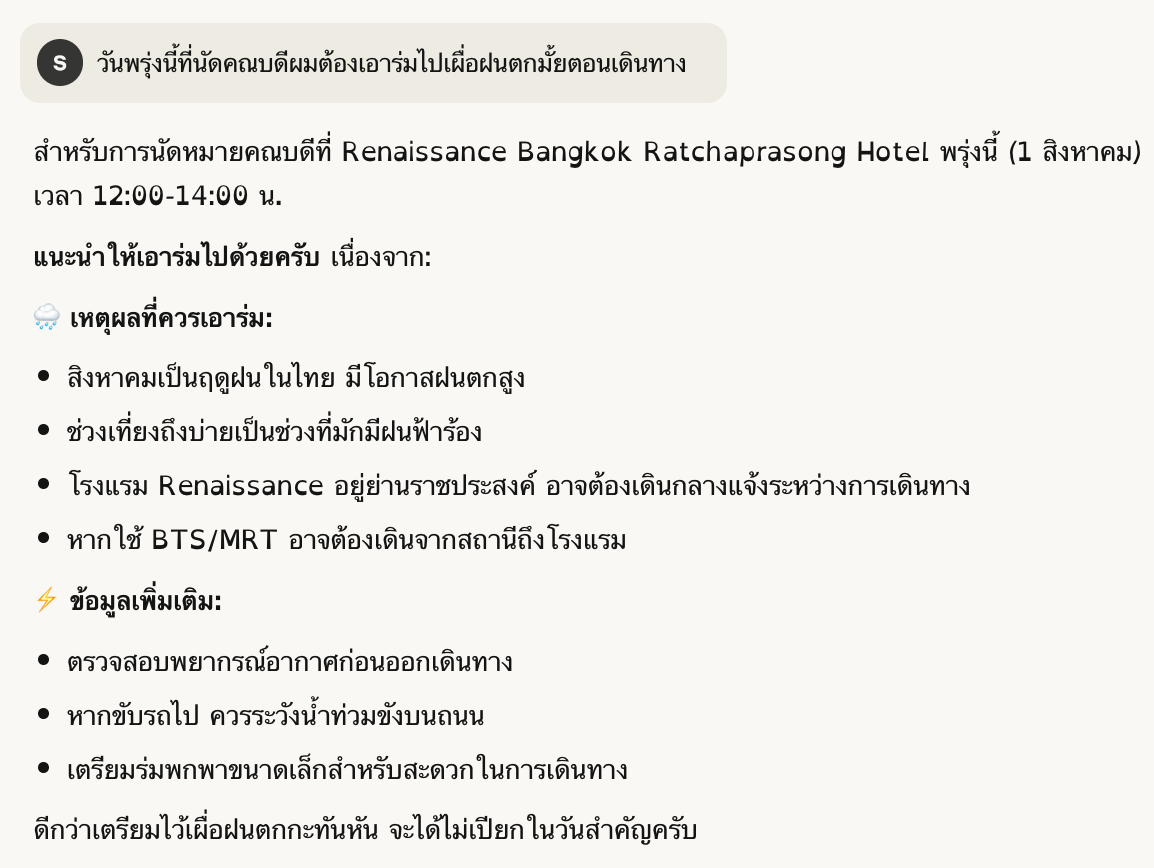 S วันพรุ่งนี้ที่นัดคณบดีผมต้องเอาร่มไปเผื่อฝนตกมั้ยตอนเดินทาง
สำหรับการนัดหมายคณบดีที่ Renaissance Bangkok Ratchaprasong Hotel พรุ่งนี้ (1 สิงหาคม)
เวลา 12:00-14:00 น.
แนะนำให้เอาร่มไปด้วยครับ เนื่องจาก:
🌧️ เหตุผลที่ควรเอาร่ม:
• สิงหาคมเป็นฤดูฝนในไทย มีโอกาสฝนตกสูง
• ช่วงเที่ยงถึงบ่ายเป็นช่วงที่มักมีฝนฟ้าร้อง
• โรงแรม Renaissance อยู่ย่านราชประสงค์ อาจต้องเดินกลางแจ้งระหว่างการเดินทาง
• หากใช้ BTS/MRT อาจต้องเดินจากสถานีถึงโรงแรม
⚡ ข้อมูลเพิ่มเติม:
• ตรวจสอบพยากรณ์อากาศก่อนออกเดินทาง
• หากขับรถไป ควรระวังน้ำท่วมขังบนถนน
• เตรียมร่มพกพาขนาดเล็กสำหรับสะดวกในการเดินทาง
ดีกว่าเตรียมไว้เผื่อฝนตกกะทันหัน จะได้ไม่เปียกในวันสำคัญครับ